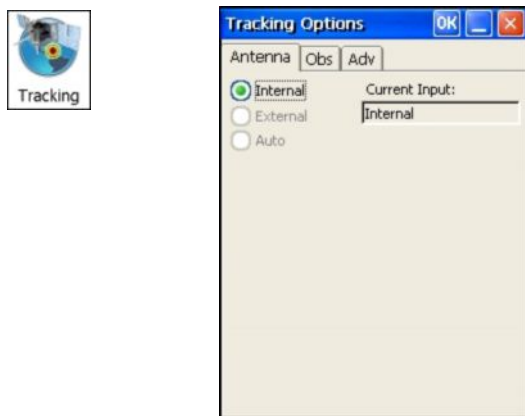 Tracking
Tracking Options OK
Antenna Obs Adv
Internal Current Input:
External Internal
Auto